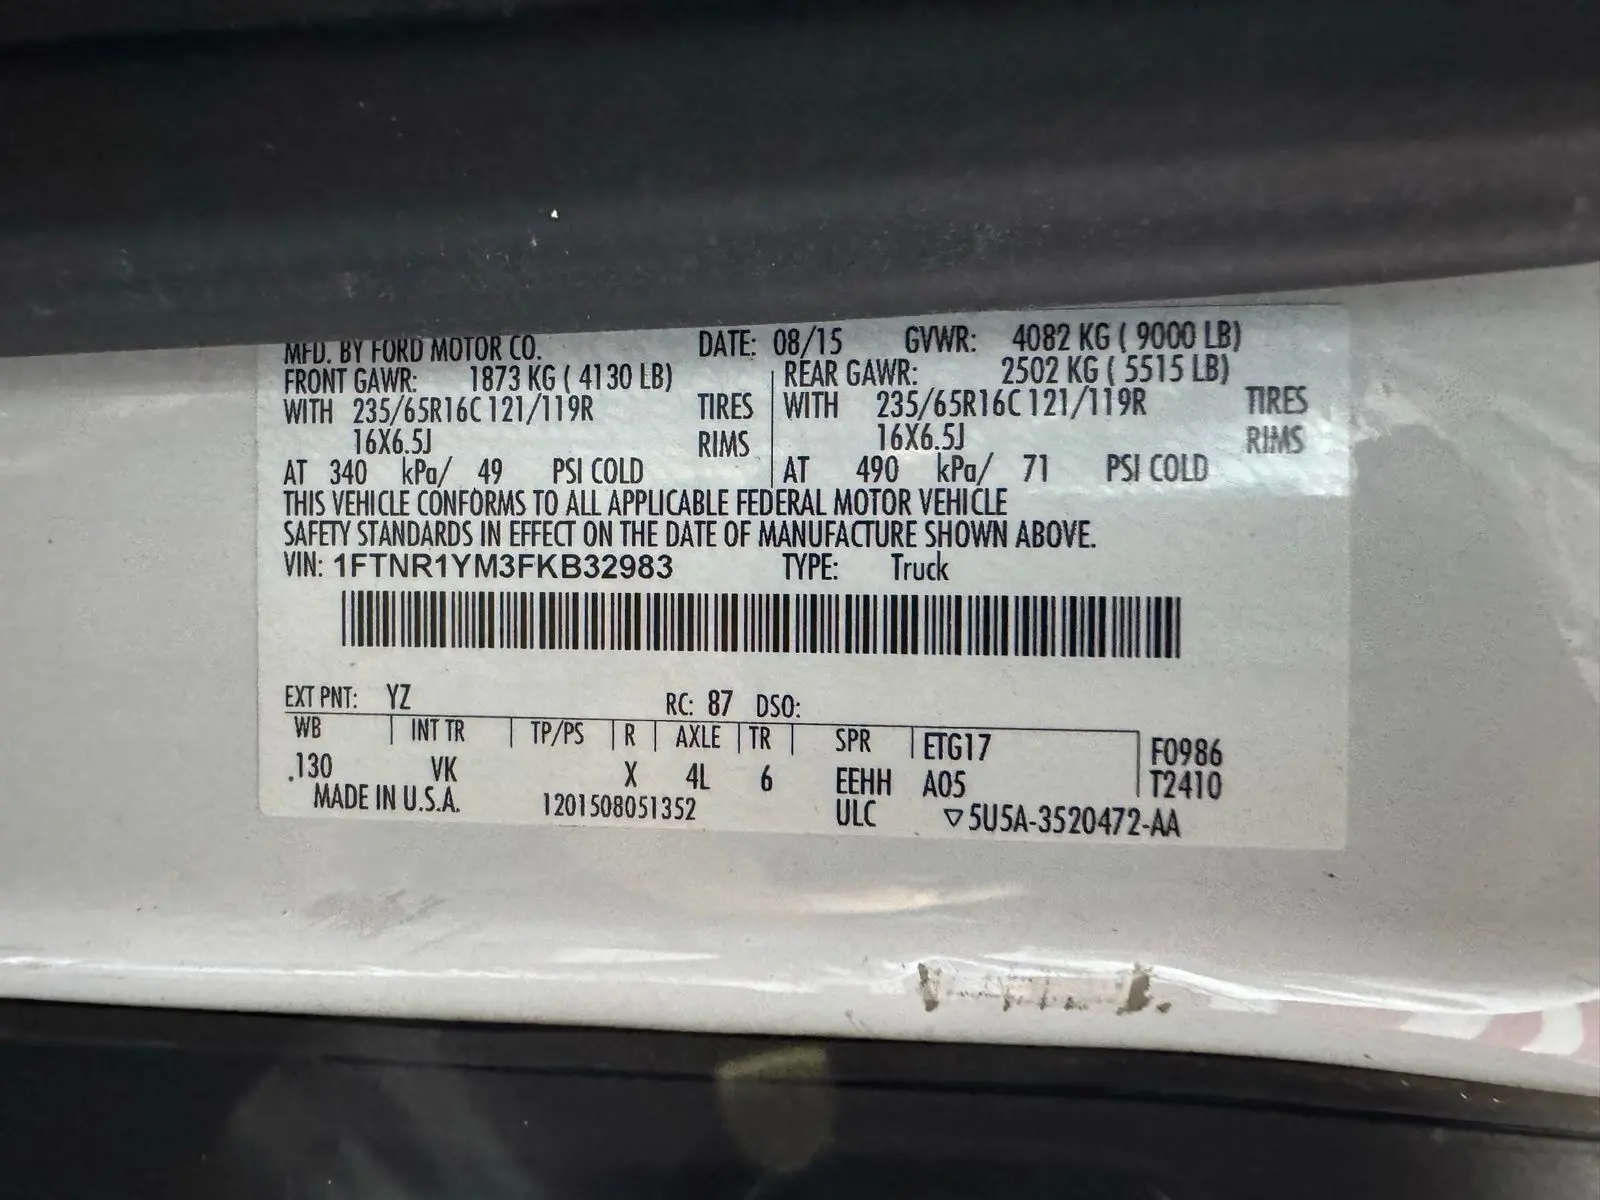 MFD. BY FORD MOTOR CO. DATE: 08/15 GVWR: 4082 KG ( 9000 LB)
FRONT GAWR: 1873 KG ( 4130 LB) REAR GAWR: 2502 KG ( 5515 LB)
WITH 235/65R16C 121/119R TIRES WITH 235/65R16C 121/119R TIRES
16X6.5J RIMS 16X6.5J RIMS
AT 340 kPa/ 49 PSI COLD AT 490 kPa/ 71 PSI COLD
THIS VEHICLE CONFORMS TO ALL APPLICABLE FEDERAL MOTOR VEHICLE
SAFETY STANDARDS IN EFFECT ON THE DATE OF MANUFACTURE SHOWN ABOVE.
VIN: 1FTNR1YM3FKB32983 TYPE: Truck
EXT PNT: YZ RC: 87 DSO:
WB INT TR TP/PS R AXLE TR SPR ETG17 F0986
.130 VK X 4L 6 EEHH A05 T2410
MADE IN U.S.A. 1201508051352 ULC ▽5U5A-3520472-AA